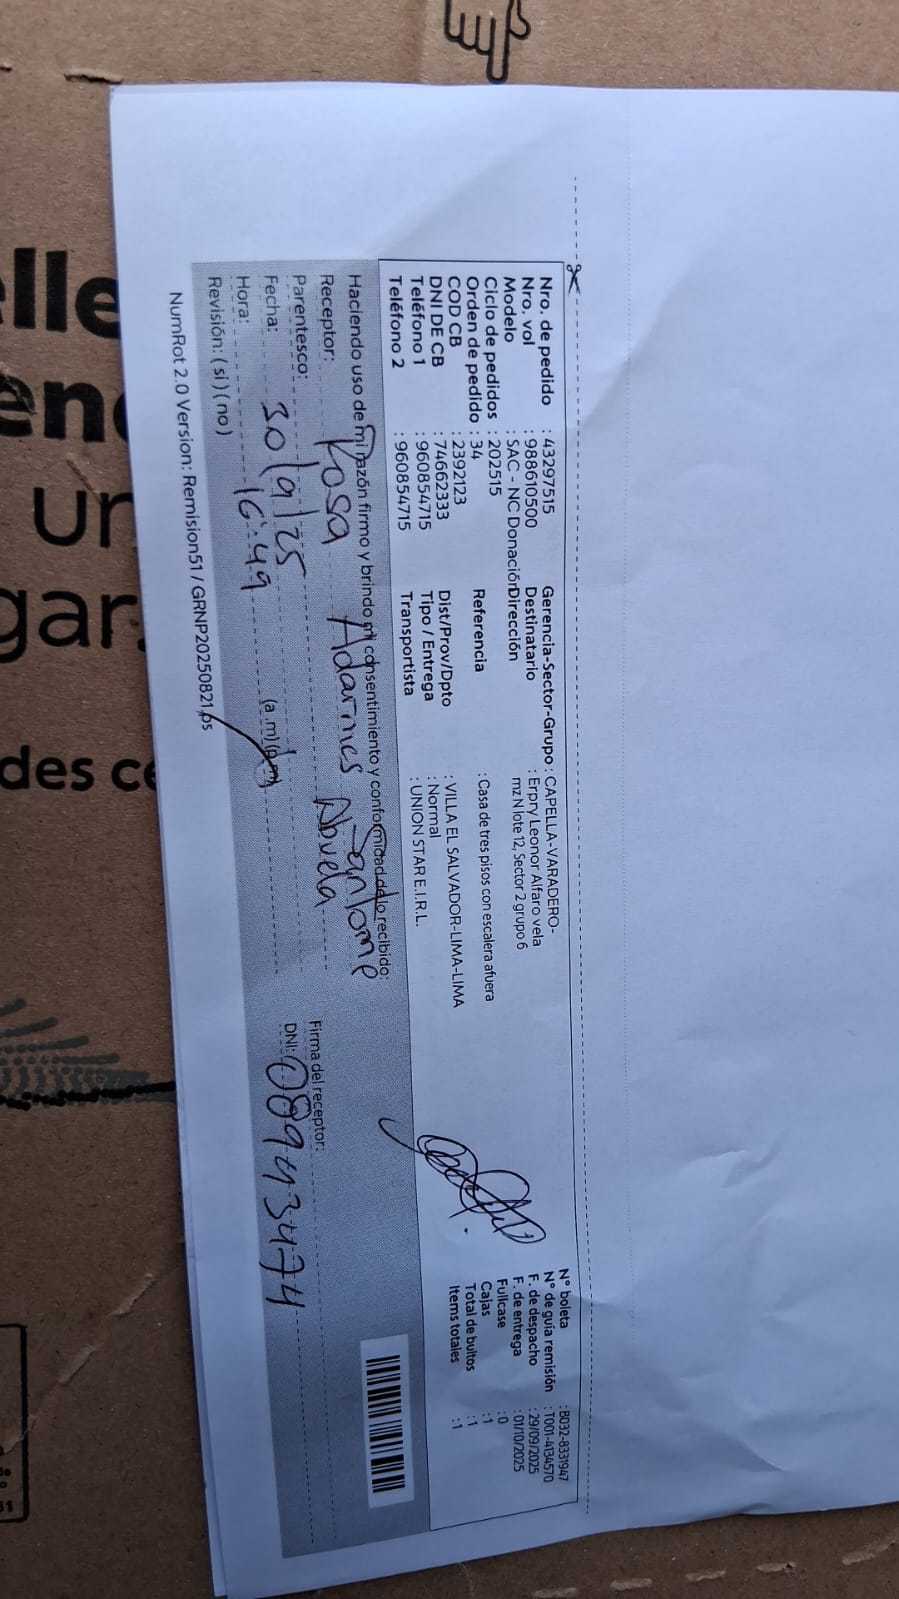 Nro. de pedido : 43297515
Nro. vol : 988610500
Modelo : SAC - NC Donación
Ciclo de pedidos : 202515
Orden de pedido : 34
COD CB : 2392123
DNI DE CB : 74662333
Teléfono 1 : 960854715
Teléfono 2 : 960854715
Gerencia-Sector-Grupo : CAPELLA-VARADERO-
Destinatario : Erpry Leonor Alfaro vela
Dirección mz N lote 12, Sector 2 grupo 6
Referencia : Casa de tres pisos con escalera afuera
Dist/Prov/Dpto : VILLA EL SALVADOR-LIMA-LIMA
Tipo / Entrega : Normal
Transportista : UNION STAR E.I.R.L.
N° boleta : B032-8331947
N° de guía remisión : T001-4134570
F. de despacho : 29/09/2025
F. de entrega : 01/10/2025
Fullcase : 0
Cajas : 1
Total de bultos : 1
Items totales : 1
Haciendo uso de mi razón firmo y brindo mi consentimiento y conformidad de lo recibido:
Receptor: Rosa Adarmes Santome
Parentesco: Abuela
Fecha: 30/9/25
Hora: 16:49 (a.m) (p.m)
Revisión: ( si ) ( no )
Firma del receptor:
DNI: 08943474
NumRot 2.0 Version: Remision51 / GRNP20250821.ps
elle
en
un
gar.
des ce